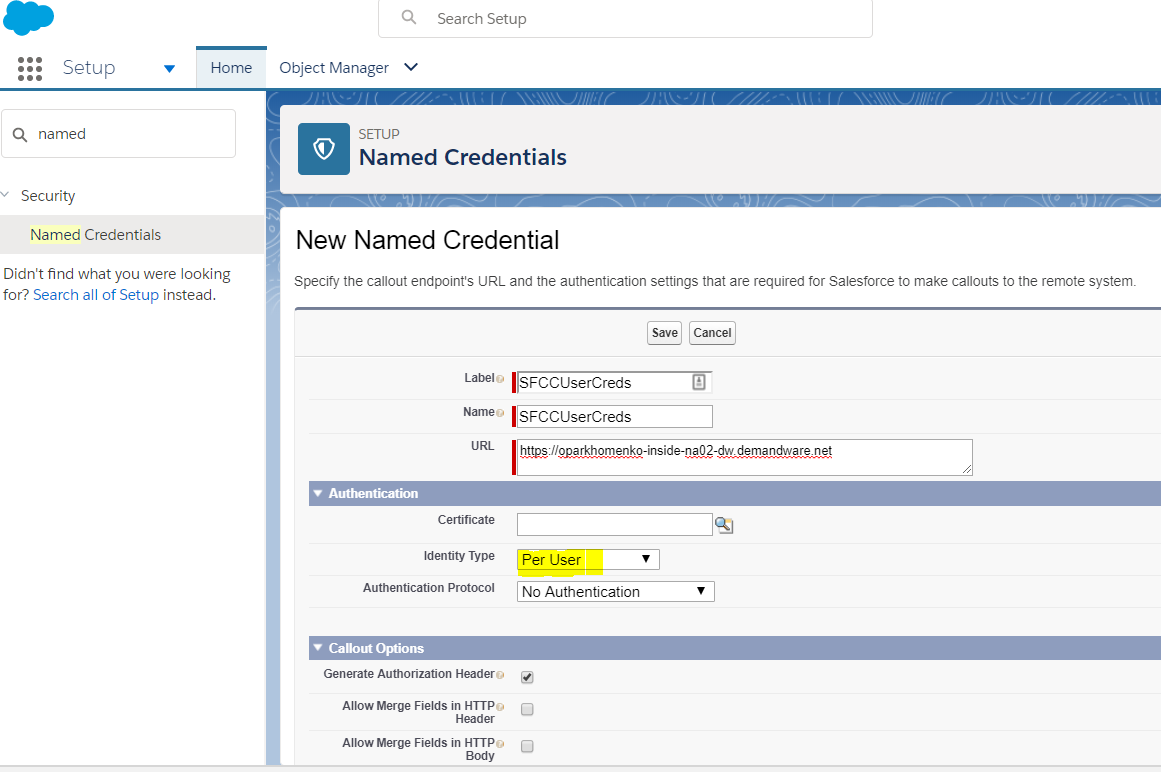 Search Setup
Setup
Home
Object Manager
named
Security
Named Credentials
Didn't find what you were looking
for? Search all of Setup instead.
SETUP
Named Credentials
New Named Credential
Specify the callout endpoint's URL and the authentication settings that are required for Salesforce to make callouts to the remote system.
Save Cancel
Label SFCCUserCreds
Name SFCCUserCreds
URL https://oparkhomenko-inside-na02-dw.demandware.net
Authentication
Certificate
Identity Type Per User
Authentication Protocol No Authentication
Callout Options
Generate Authorization Header
Allow Merge Fields in HTTP
Header
Allow Merge Fields in HTTP
Body